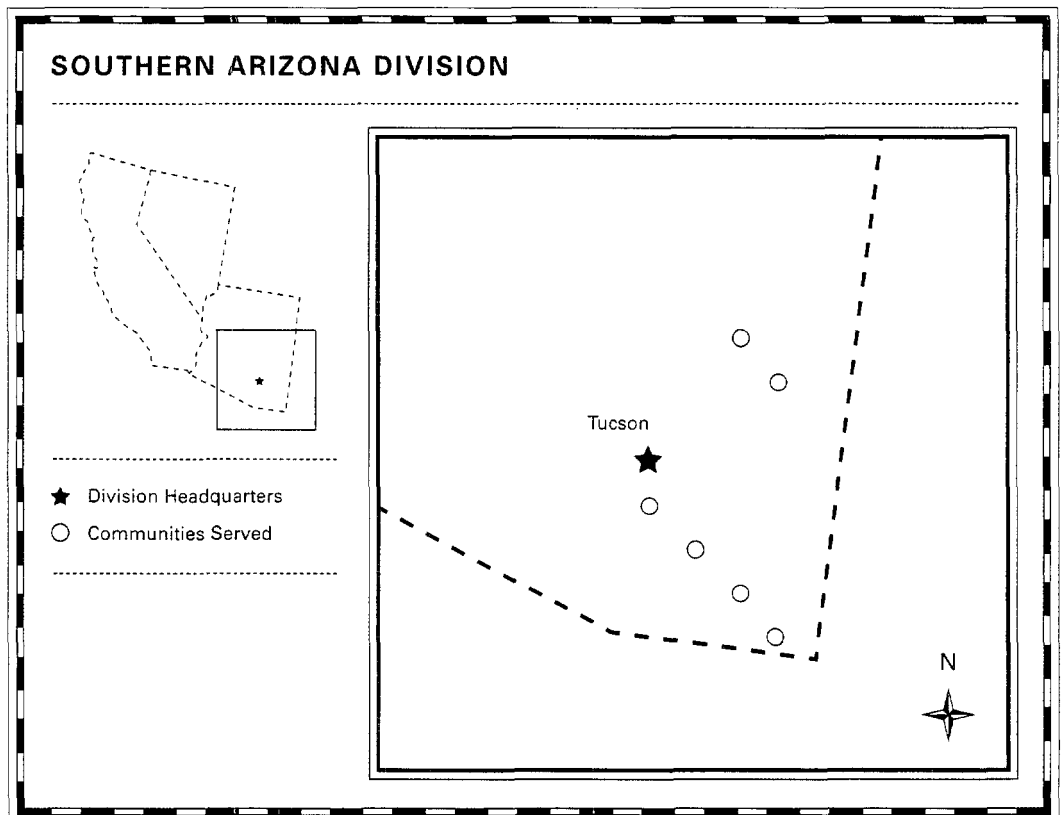 SOUTHERN ARIZONA DIVISION
Tucson
Division Headquarters
Communities Served
N